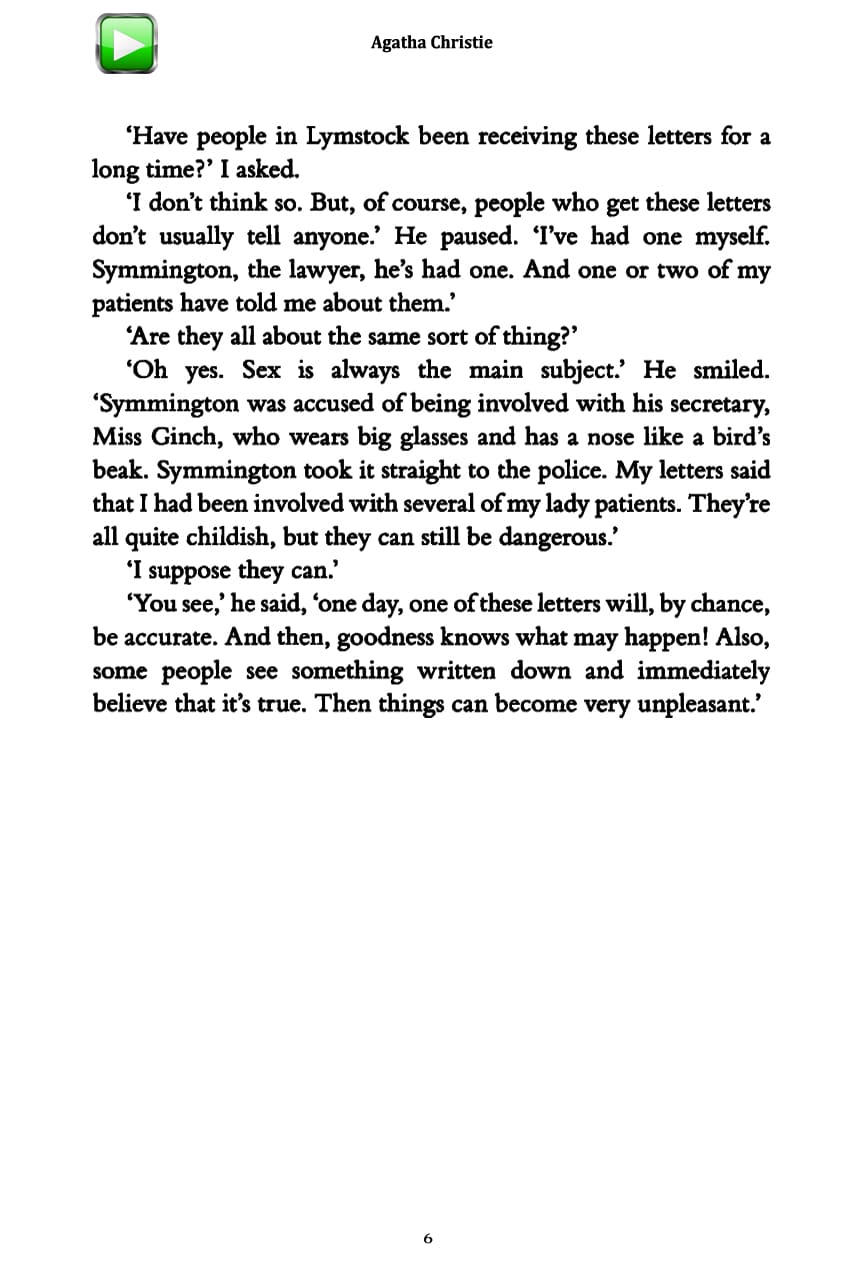 Agatha Christie
‘Have people in Lymstock been receiving these letters for a
long time?’ I asked.
‘I don’t think so. But, of course, people who get these letters
don’t usually tell anyone.’ He paused. ‘I’ve had one myself.
Symmington, the lawyer, he’s had one. And one or two of my
patients have told me about them.’
‘Are they all about the same sort of thing?’
‘Oh yes. Sex is always the main subject.’ He smiled.
‘Symmington was accused of being involved with his secretary,
Miss Ginch, who wears big glasses and has a nose like a bird’s
beak. Symmington took it straight to the police. My letters said
that I had been involved with several of my lady patients. They’re
all quite childish, but they can still be dangerous.’
‘I suppose they can.’
‘You see,’ he said, ‘one day, one of these letters will, by chance,
be accurate. And then, goodness knows what may happen! Also,
some people see something written down and immediately
believe that it’s true. Then things can become very unpleasant.’
6